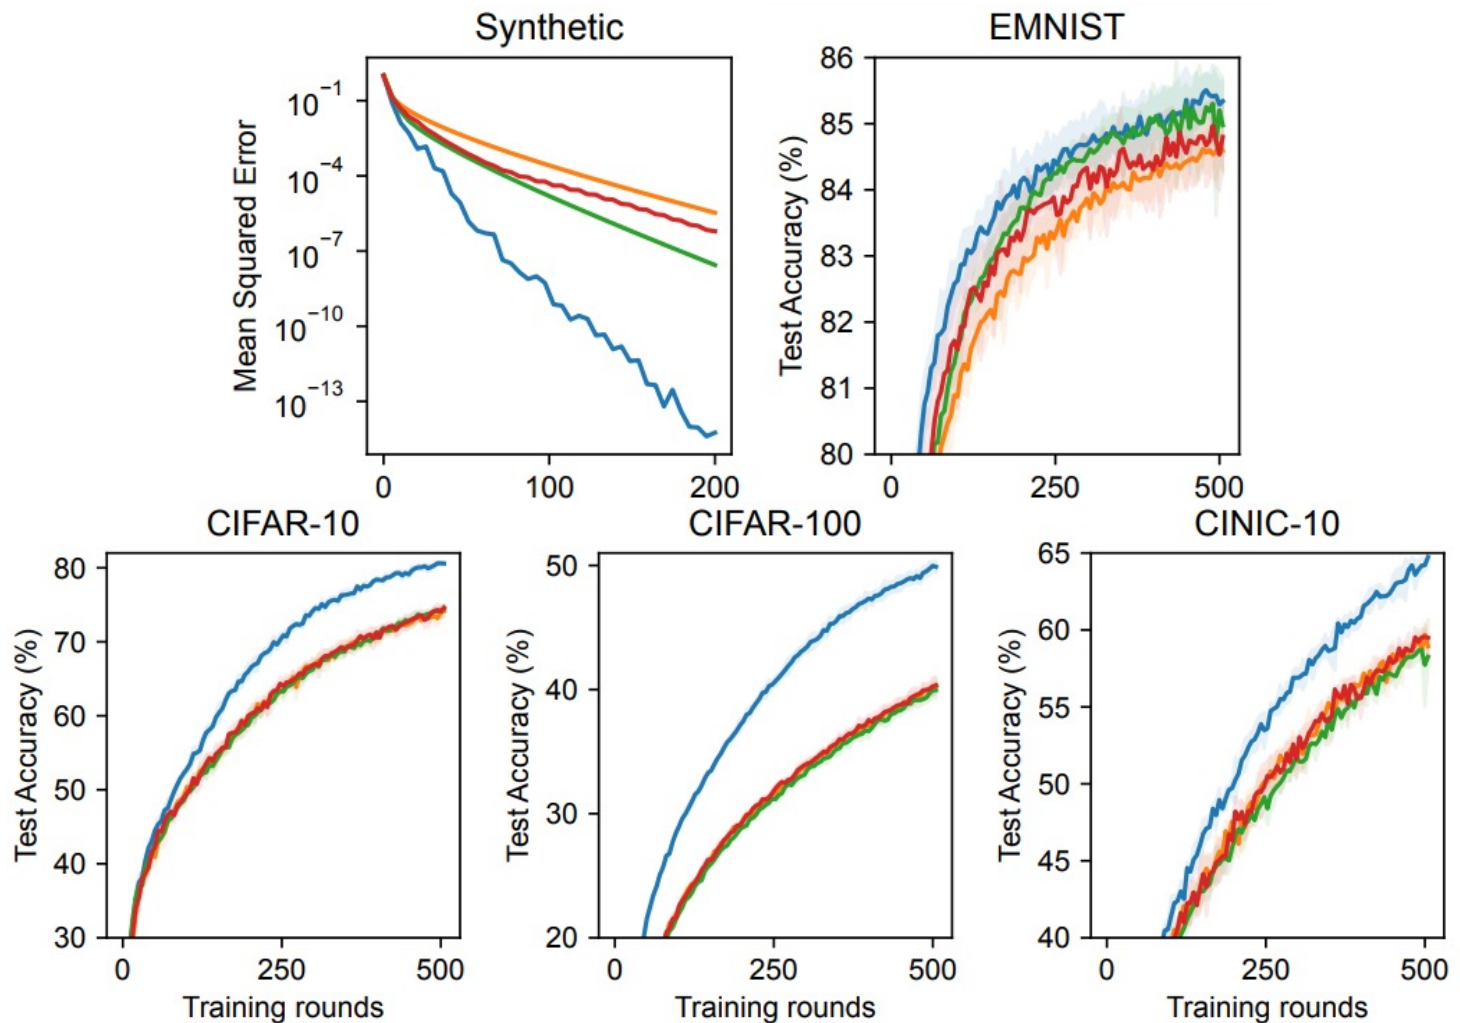 Synthetic
Mean Squared Error
10−1
10−4
10−7
10−10
10−13
0 100 200
EMNIST
Test Accuracy (%)
86
85
84
83
82
81
80
0 250 500
CIFAR-10
Test Accuracy (%)
80
70
60
50
40
30
0 250 500
Training rounds
CIFAR-100
Test Accuracy (%)
50
40
30
20
0 250 500
Training rounds
CINIC-10
Test Accuracy (%)
65
60
55
50
45
40
0 250 500
Training rounds